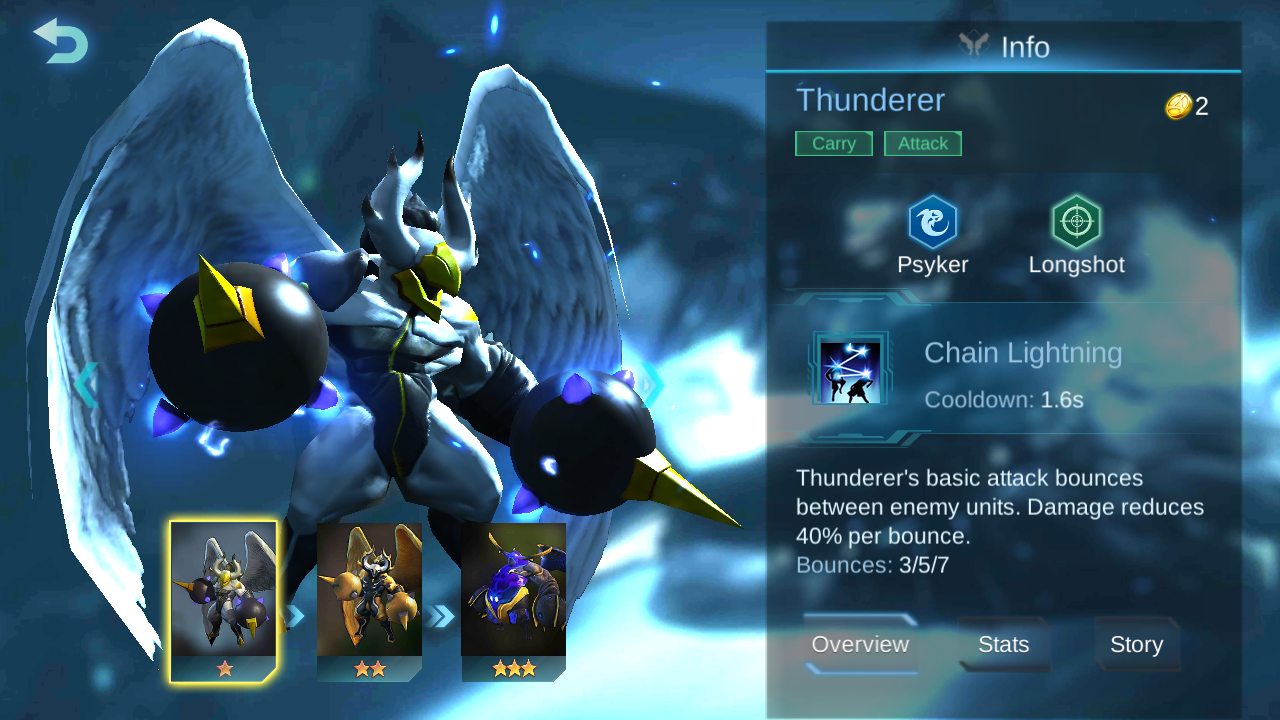 Info
Thunderer
2
Carry
Attack
Psyker
Longshot
Chain Lightning
Cooldown: 1.6s
Thunderer's basic attack bounces
between enemy units. Damage reduces
40% per bounce.
Bounces: 3/5/7
Overview
Stats
Story